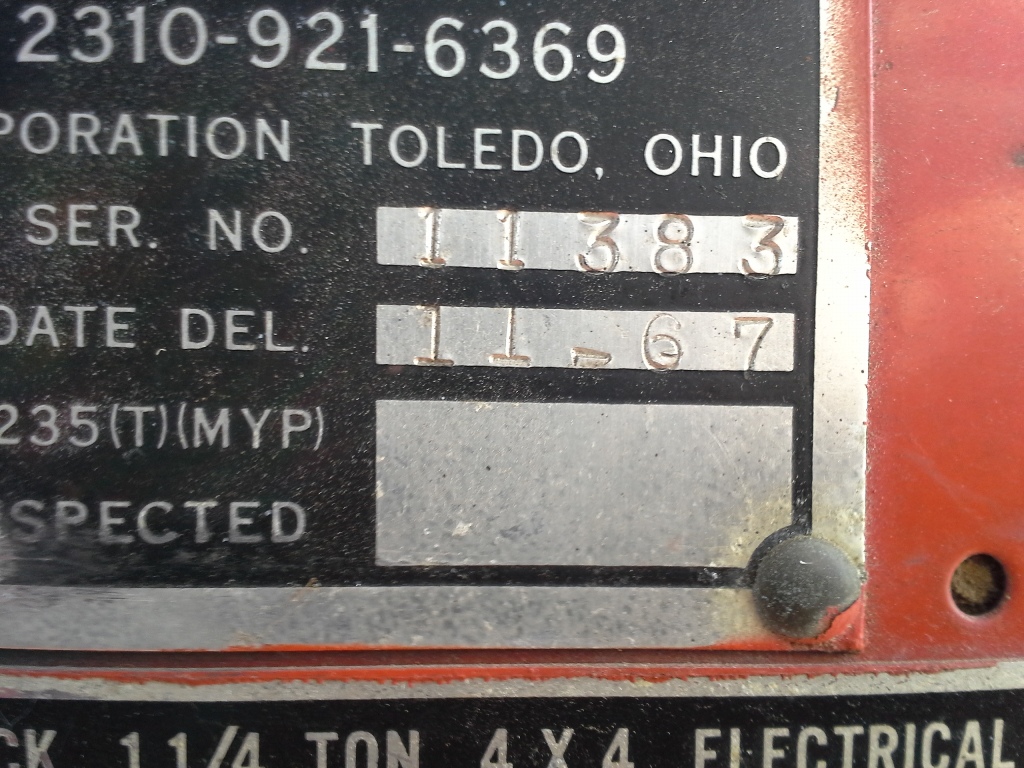 2310-921-6369
PORATION TOLEDO, OHIO
SER. NO. 11383
DATE DEL. 11-67
235(T)(MYP)
SPECTED
CK 1 1/4 TON 4 X 4 ELECTRICAL